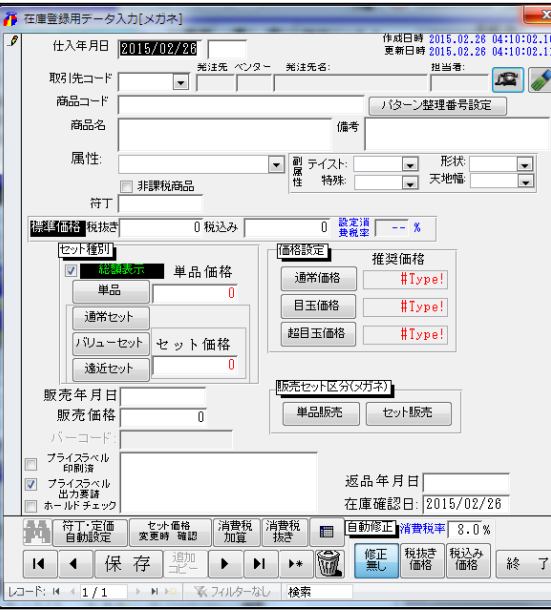 在庫登録用データ入力[メガネ]
作成日時 2015.02.26 04:10:02.10
仕入年月日 2015/02/26
更新日時 2015.02.26 04:10:02.11
発注先 ベンダー 発注先名: 担当者:
取引先コード
商品コード パターン整理番号設定
商品名 備考
属性: 副属性 テイスト: 形状:
特殊: 天地幅:
非課税商品
符丁
標準価格 税抜き 0 税込み 0 設定消費税率 -- %
セット種別 価格設定
総額表示 単品価格 推奨価格
単品 0 通常価格 #Type!
通常セット 目玉価格 #Type!
バリューセット セット価格 超目玉価格 #Type!
遠近セット 0
販売年月日 販売セット区分(メガネ)
販売価格 0 単品販売 セット販売
バーコード:
プライスラベル
印刷済
プライスラベル
出力要請 返品年月日
ホールドチェック 在庫確認日: 2015/02/26
符丁・定価 自動設定 セット価格 変更時 確認 消費税 加算 消費税 抜き 自動修正 消費税率 8.0%
保存 追加コピー 修正無し 税抜き価格 税込み価格 終了
レコード: 1/1 フィルターなし 検索